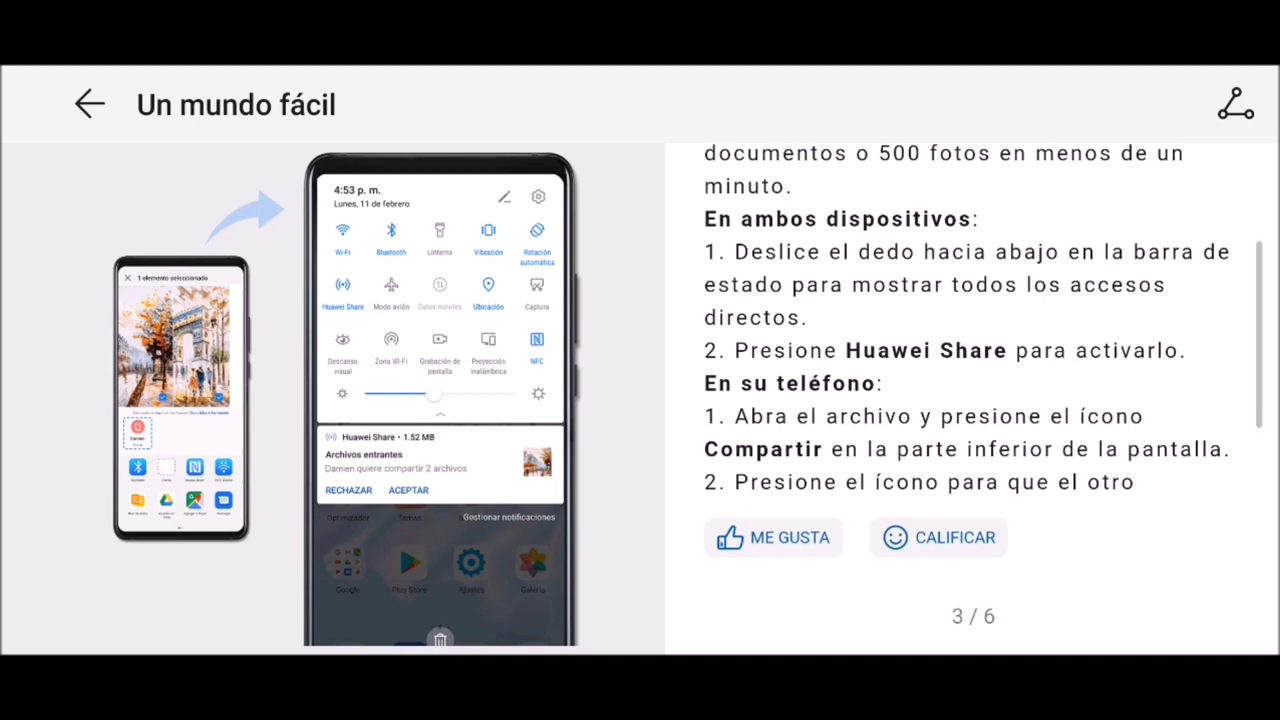 Un mundo fácil
1 elemento seleccionado
4:53 p. m.
Lunes, 11 de febrero
Wi-Fi
Bluetooth
Linterna
Vibración
Rotación
automática
Huawei Share
Modo avión
Datos móviles
Ubicación
Captura
Descanso
visual
Zona Wi-Fi
Grabación de
pantalla
Proyección
inalámbrica
NFC
Huawei Share • 1.52 MB
Archivos entrantes
Damien quiere compartir 2 archivos
RECHAZAR
ACEPTAR
Gestionar notificaciones
Google
Play Store
Ajustes
Galería
documentos o 500 fotos en menos de un
minuto.
En ambos dispositivos:
1. Deslice el dedo hacia abajo en la barra de
estado para mostrar todos los accesos
directos.
2. Presione Huawei Share para activarlo.
En su teléfono:
1. Abra el archivo y presione el ícono
Compartir en la parte inferior de la pantalla.
2. Presione el ícono para que el otro
ME GUSTA
CALIFICAR
3 / 6